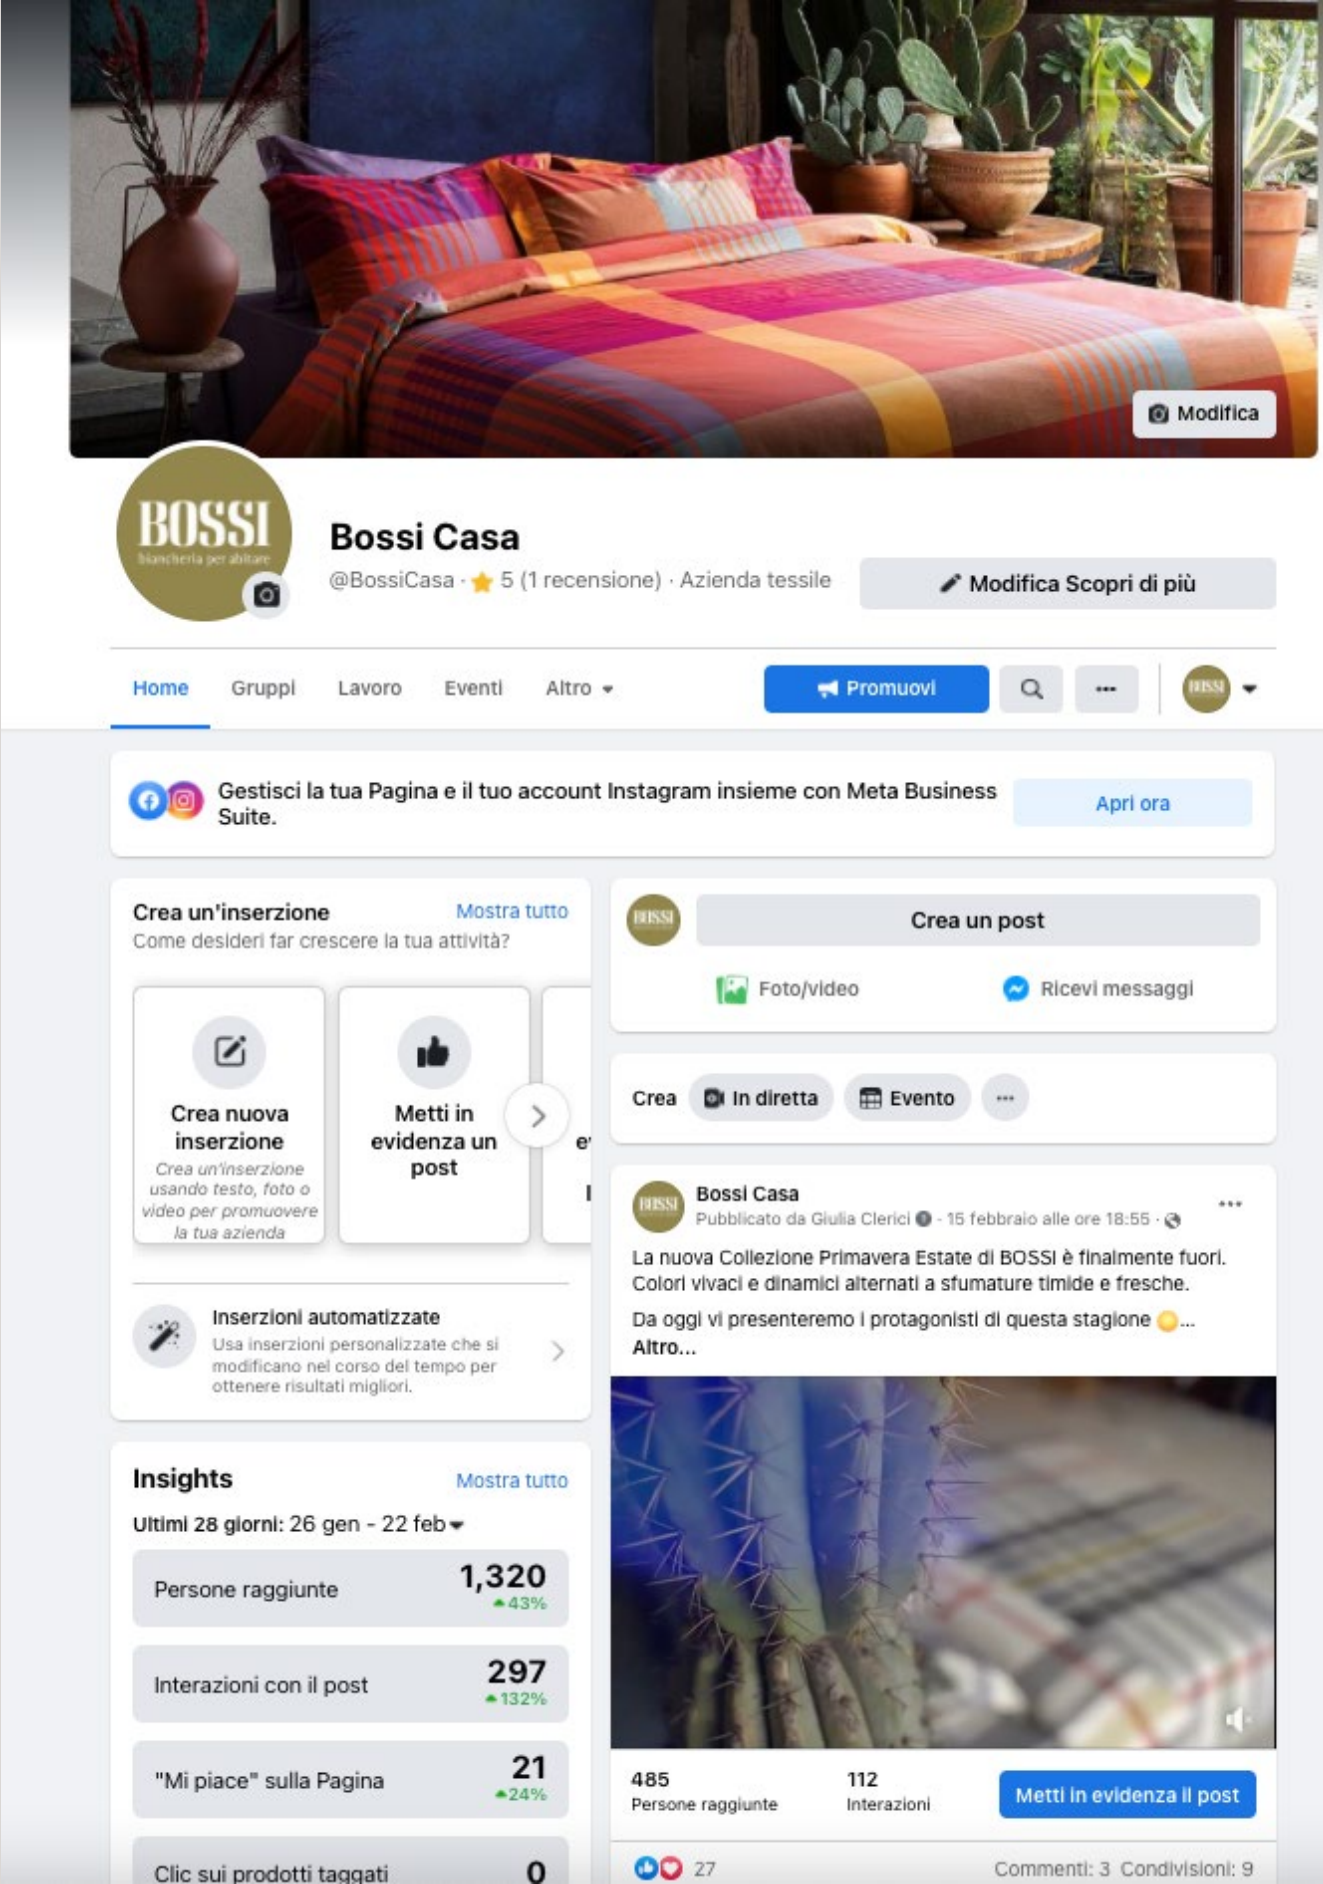 Modifica
BOSSI
biancheria per abitare
Bossi Casa
@BossiCasa · 5 (1 recensione) · Azienda tessile
Modifica Scopri di più
Home
Gruppi
Lavoro
Eventi
Altro
Promuovi
BOSSI
Gestisci la tua Pagina e il tuo account Instagram insieme con Meta Business
Suite.
Apri ora
Crea un'inserzione
Mostra tutto
Come desideri far crescere la tua attività?
Crea nuova
inserzione
Crea un'inserzione
usando testo, foto o
video per promuovere
la tua azienda
Metti in
evidenza un
post
Inserzioni automatizzate
Usa inserzioni personalizzate che si
modificano nel corso del tempo per
ottenere risultati migliori.
Insights
Mostra tutto
Ultimi 28 giorni: 26 gen - 22 feb
Persone raggiunte
1,320
43%
Interazioni con il post
297
132%
"Mi piace" sulla Pagina
21
24%
Clic sui prodotti taggati
0
BOSSI
Crea un post
Foto/video
Ricevi messaggi
Crea
In diretta
Evento
BOSSI
Bossi Casa
Pubblicato da Giulia Clerici · 15 febbraio alle ore 18:55 ·
La nuova Collezione Primavera Estate di BOSSI è finalmente fuori.
Colori vivaci e dinamici alternati a sfumature timide e fresche.
Da oggi vi presenteremo i protagonisti di questa stagione ...
Altro...
485
Persone raggiunte
112
Interazioni
Metti in evidenza il post
27
Commenti: 3 Condivisioni: 9